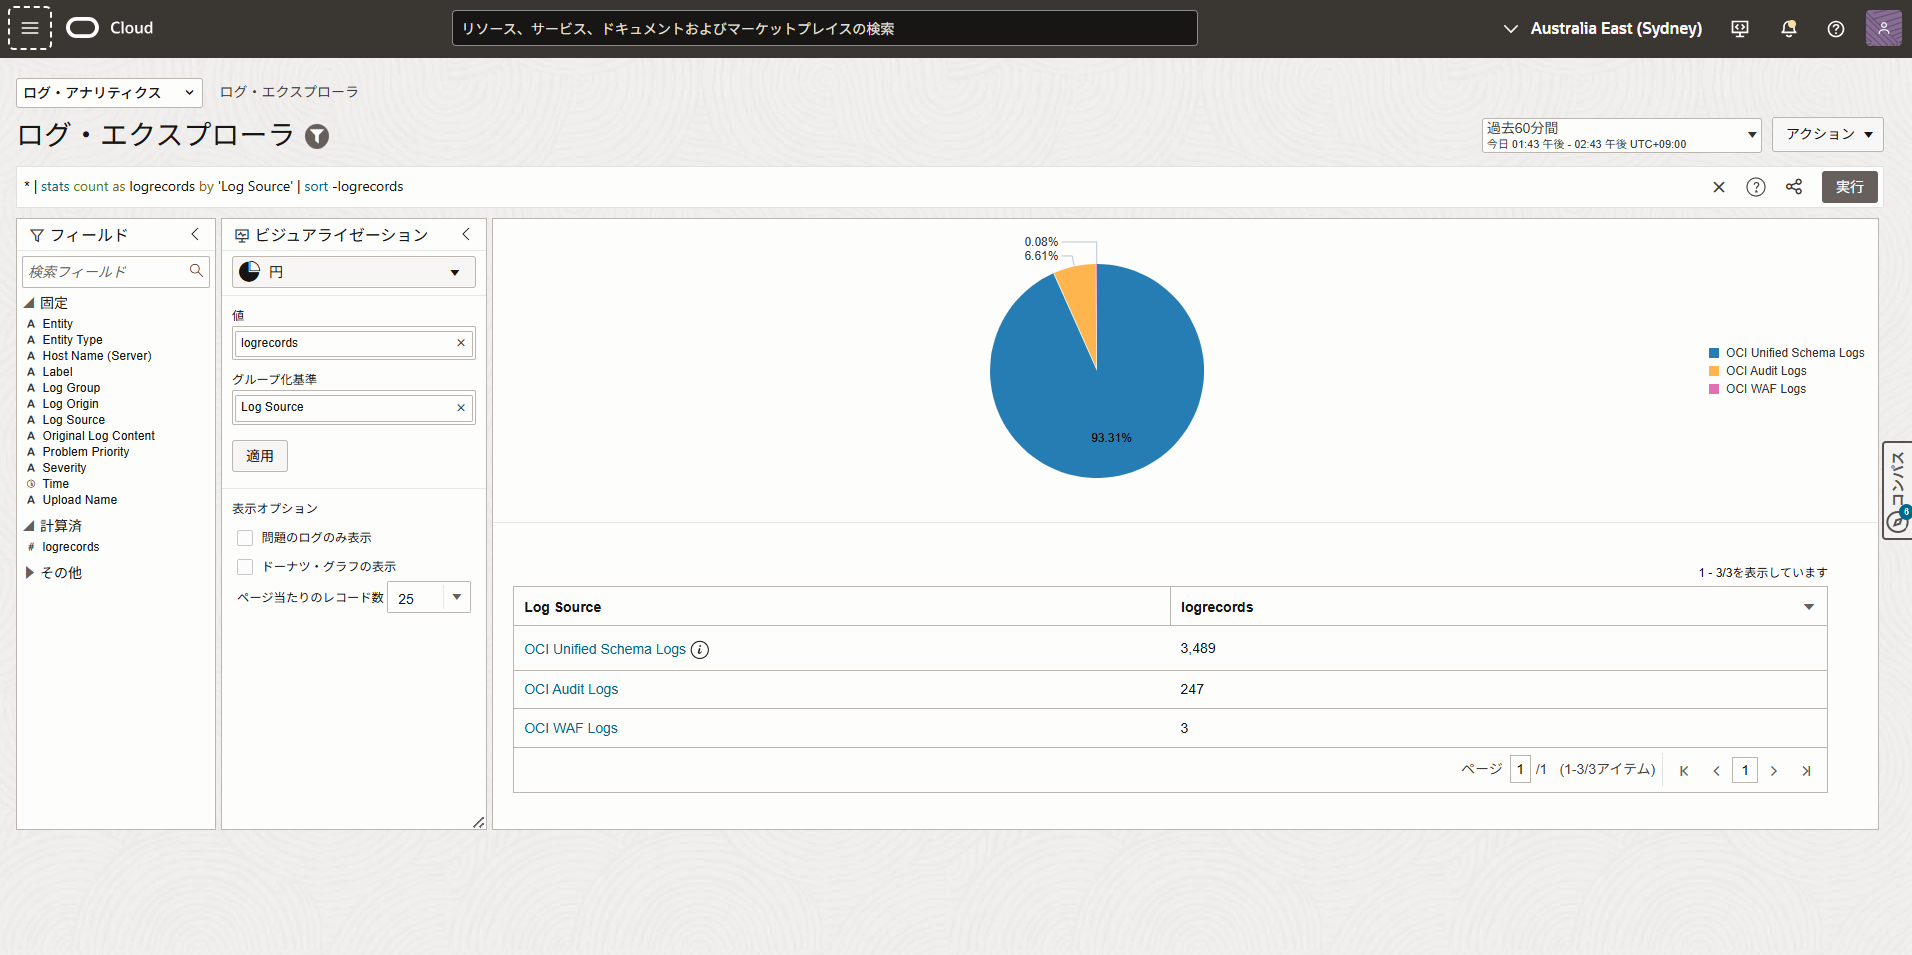 Cloud
リソース、サービス、ドキュメントおよびマーケットプレイスの検索
Australia East (Sydney)
ログ・アナリティクス
ログ・エクスプローラ
ログ・エクスプローラ
過去60分間
今日 01:43 午後 - 02:43 午後 UTC+09:00
アクション
* | stats count as logrecords by 'Log Source' | sort -logrecords
実行
フィールド
検索フィールド
固定
A Entity
A Entity Type
A Host Name (Server)
A Label
A Log Group
A Log Origin
A Log Source
A Original Log Content
A Problem Priority
A Severity
Time
A Upload Name
計算済
# logrecords
その他
ビジュアライゼーション
円
値
logrecords
グループ化基準
Log Source
適用
表示オプション
問題のログのみ表示
ドーナツ・グラフの表示
ページ当たりのレコード数 25
0.08%
6.61%
93.31%
OCI Unified Schema Logs
OCI Audit Logs
OCI WAF Logs
コンパス
6
1 - 3/3を表示しています
Log Source logrecords
OCI Unified Schema Logs 3,489
OCI Audit Logs 247
OCI WAF Logs 3
ページ 1 /1 (1-3/3アイテム) 1